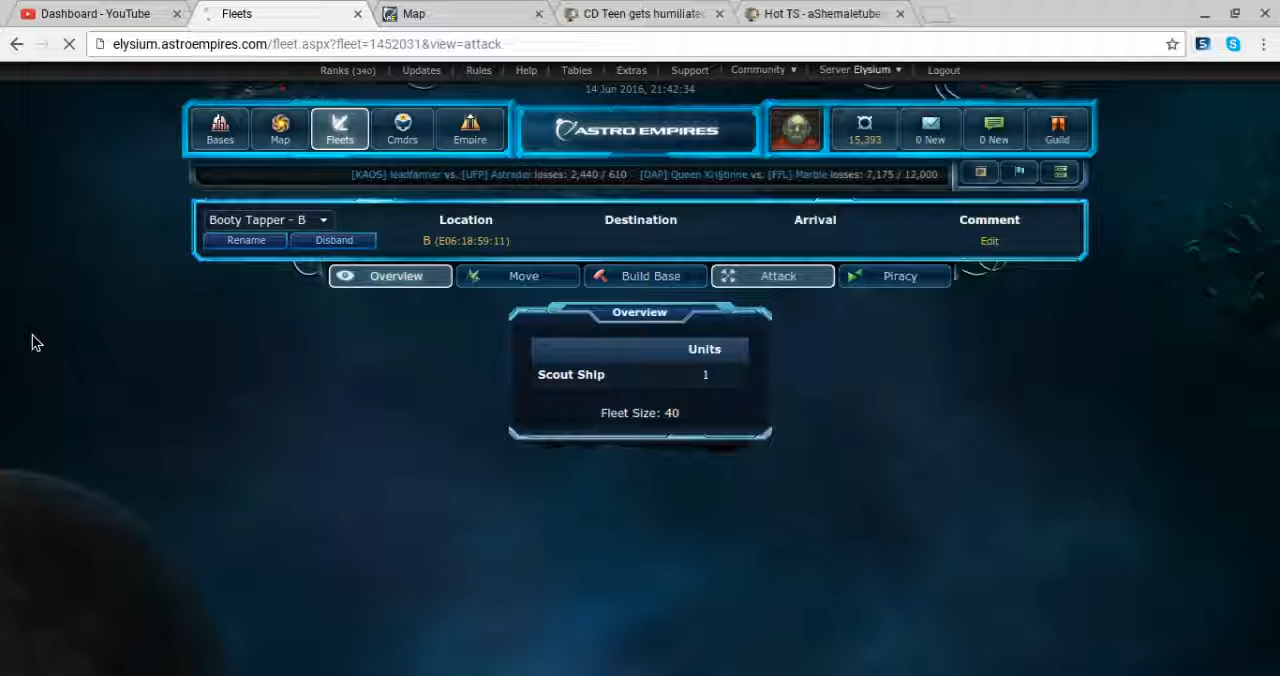 Dashboard - YouTube
Fleets
Map
CD Teen gets humiliate
Hot TS - aShemaletube
elysium.astroempires.com/fleet.aspx?fleet=1452031&view=attack
Ranks (340) Updates Rules Help Tables Extras Support Community Server Elysium Logout
14 Jun 2016, 21:42:34
Bases Map Fleets Cmdrs Empire
ASTRO EMPIRES
15,393 0 New 0 New Guild
[KAOS] leadfanner vs. [UFP] Astrader losses: 2,440 / 610 [DAP] Queen Kri§tinne vs. [FFL] Marble losses: 7,175 / 12,000
Booty Tapper - B Location Destination Arrival Comment
Rename Disband B (E06:18:59:11) Edit
Overview Move Build Base Attack Piracy
Overview
Units
Scout Ship 1
Fleet Size: 40